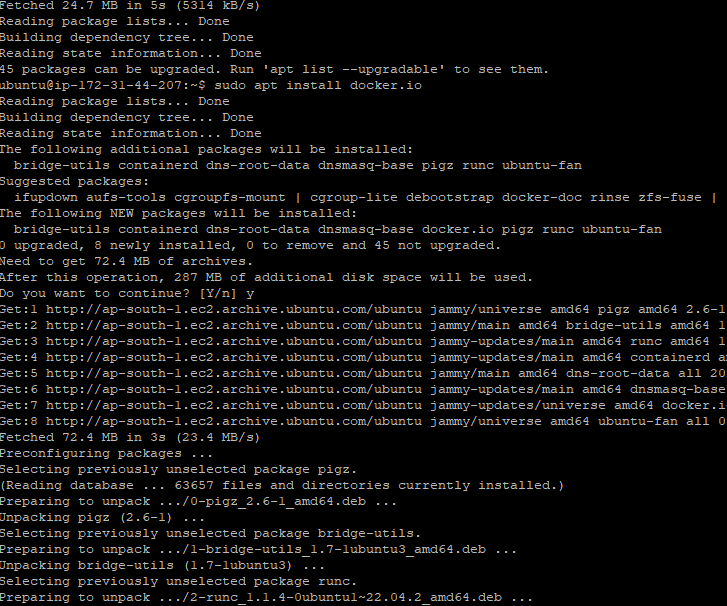 Fetched 24.7 MB in 5s (5314 kB/s)
Reading package lists... Done
Building dependency tree... Done
Reading state information... Done
45 packages can be upgraded. Run 'apt list --upgradable' to see them.
ubuntu@ip-172-31-44-207:~$ sudo apt install docker.io
Reading package lists... Done
Building dependency tree... Done
Reading state information... Done
The following additional packages will be installed:
  bridge-utils containerd dns-root-data dnsmasq-base pigz runc ubuntu-fan
Suggested packages:
  ifupdown aufs-tools cgroupfs-mount | cgroup-lite debootstrap docker-doc rinse zfs-fuse |
The following NEW packages will be installed:
  bridge-utils containerd dns-root-data dnsmasq-base docker.io pigz runc ubuntu-fan
0 upgraded, 8 newly installed, 0 to remove and 45 not upgraded.
Need to get 72.4 MB of archives.
After this operation, 287 MB of additional disk space will be used.
Do you want to continue? [Y/n] y
Get:1 http://ap-south-1.ec2.archive.ubuntu.com/ubuntu jammy/universe amd64 pigz amd64 2.6-1
Get:2 http://ap-south-1.ec2.archive.ubuntu.com/ubuntu jammy/main amd64 bridge-utils amd64 1
Get:3 http://ap-south-1.ec2.archive.ubuntu.com/ubuntu jammy-updates/main amd64 runc amd64 1
Get:4 http://ap-south-1.ec2.archive.ubuntu.com/ubuntu jammy-updates/main amd64 containerd a
Get:5 http://ap-south-1.ec2.archive.ubuntu.com/ubuntu jammy/main amd64 dns-root-data all 20
Get:6 http://ap-south-1.ec2.archive.ubuntu.com/ubuntu jammy-updates/main amd64 dnsmasq-base
Get:7 http://ap-south-1.ec2.archive.ubuntu.com/ubuntu jammy-updates/universe amd64 docker.i
Get:8 http://ap-south-1.ec2.archive.ubuntu.com/ubuntu jammy/universe amd64 ubuntu-fan all 0
Fetched 72.4 MB in 3s (23.4 MB/s)
Preconfiguring packages ...
Selecting previously unselected package pigz.
(Reading database ... 63657 files and directories currently installed.)
Preparing to unpack .../0-pigz_2.6-1_amd64.deb ...
Unpacking pigz (2.6-1) ...
Selecting previously unselected package bridge-utils.
Preparing to unpack .../1-bridge-utils_1.7-1ubuntu3_amd64.deb ...
Unpacking bridge-utils (1.7-1ubuntu3) ...
Selecting previously unselected package runc.
Preparing to unpack .../2-runc_1.1.4-0ubuntu1~22.04.2_amd64.deb ...